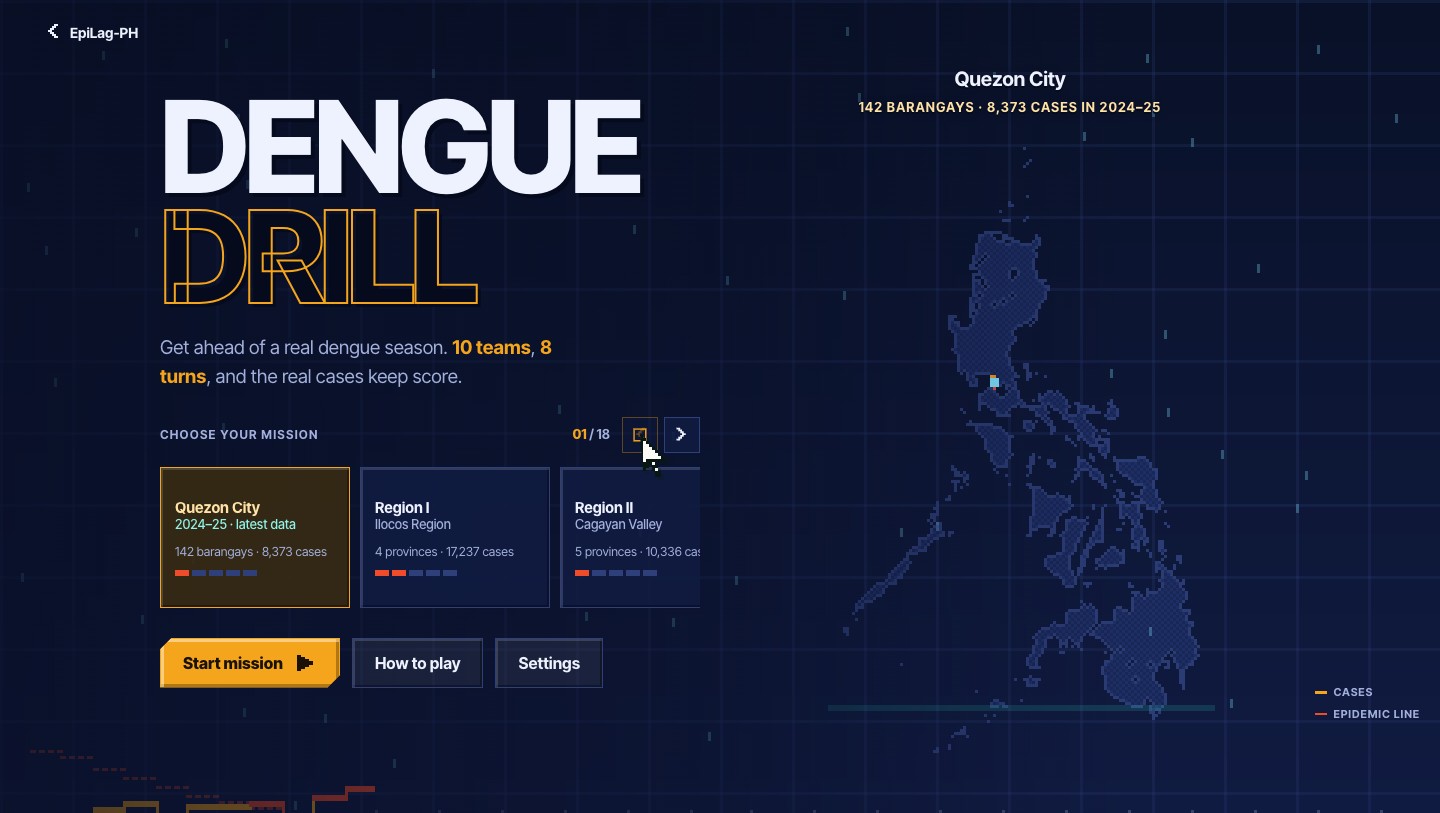 EpiLag-PH
DENGUE
DRILL
Get ahead of a real dengue season. 10 teams, 8
turns, and the real cases keep score.
CHOOSE YOUR MISSION
01 / 18
Quezon City
2024–25 · latest data
142 barangays · 8,373 cases
Region I
Ilocos Region
4 provinces · 17,237 cases
Region II
Cagayan Valley
5 provinces · 10,336 cas
Start mission
How to play
Settings
Quezon City
142 BARANGAYS · 8,373 CASES IN 2024–25
CASES
EPIDEMIC LINE